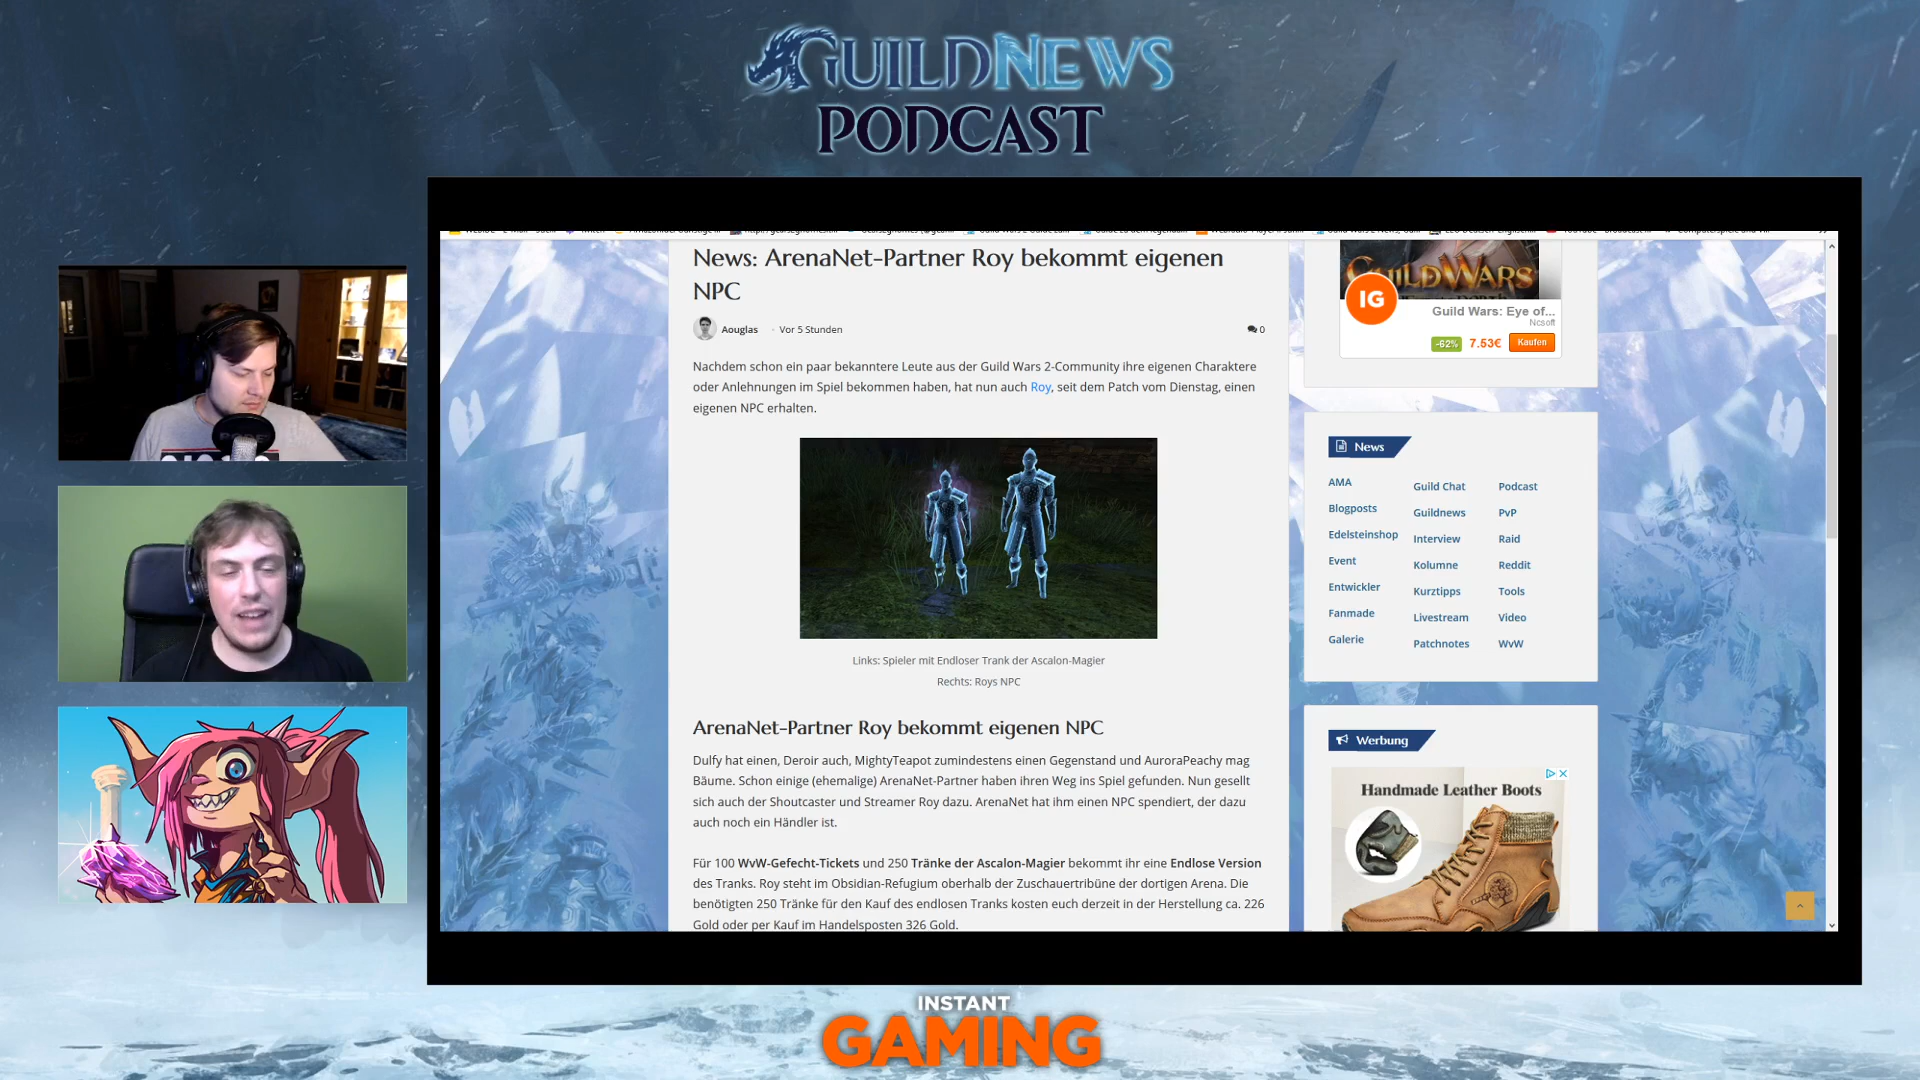 GUILDNEWS
PODCAST
News: ArenaNet-Partner Roy bekommt eigenen
NPC
Aouglas - Vor 5 Stunden 0
Nachdem schon ein paar bekanntere Leute aus der Guild Wars 2-Community ihre eigenen Charaktere
oder Anlehnungen im Spiel bekommen haben, hat nun auch Roy, seit dem Patch vom Dienstag, einen
eigenen NPC erhalten.
Links: Spieler mit Endloser Trank der Ascalon-Magier
Rechts: Roys NPC
ArenaNet-Partner Roy bekommt eigenen NPC
Dulfy hat einen, Deroir auch, MightyTeapot zumindestens einen Gegenstand und AuroraPeachy mag
Bäume. Schon einige (ehemalige) ArenaNet-Partner haben ihren Weg ins Spiel gefunden. Nun gesellt
sich auch der Shoutcaster und Streamer Roy dazu. ArenaNet hat ihm einen NPC spendiert, der dazu
auch noch ein Händler ist.
Für 100 WvW-Gefecht-Tickets und 250 Tränke der Ascalon-Magier bekommt ihr eine Endlose Version
des Tranks. Roy steht im Obsidian-Refugium oberhalb der Zuschauertribüne der dortigen Arena. Die
benötigten 250 Tränke für den Kauf des endlosen Tranks kosten euch derzeit in der Herstellung ca. 226
Gold oder per Kauf im Handelsposten 326 Gold.
GUILDWARS
IG
Guild Wars: Eye of...
Ncsoft
-62% 7.53€ Kaufen
News
AMA
Blogposts
Edelsteinshop
Event
Entwickler
Fanmade
Galerie
Guild Chat
Guildnews
Interview
Kolumne
Kurztipps
Livestream
Patchnotes
Podcast
PvP
Raid
Reddit
Tools
Video
WvW
Werbung
Handmade Leather Boots
INSTANT
GAMING